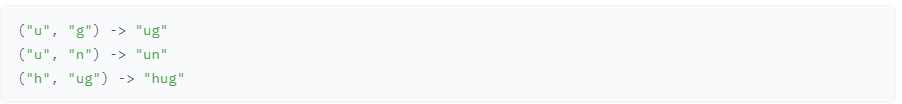 ("u", "g") -> "ug"
("u", "n") -> "un"
("h", "ug") -> "hug"